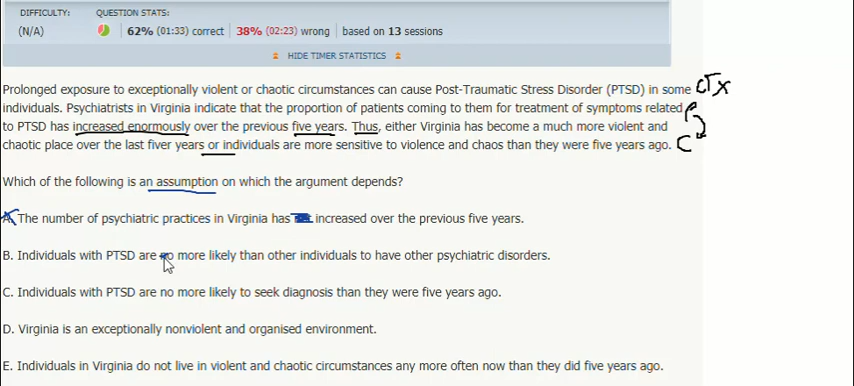 DIFFICULTY: QUESTION STATS:
(N/A) 62% (01:33) correct 38% (02:23) wrong based on 13 sessions
HIDE TIMER STATISTICS
Prolonged exposure to exceptionally violent or chaotic circumstances can cause Post-Traumatic Stress Disorder (PTSD) in some CTX
individuals. Psychiatrists in Virginia indicate that the proportion of patients coming to them for treatment of symptoms related P
to PTSD has increased enormously over the previous five years. Thus, either Virginia has become a much more violent and
chaotic place over the last fiver years or individuals are more sensitive to violence and chaos than they were five years ago. C
Which of the following is an assumption on which the argument depends?
A. The number of psychiatric practices in Virginia has increased over the previous five years.
B. Individuals with PTSD are no more likely than other individuals to have other psychiatric disorders.
C. Individuals with PTSD are no more likely to seek diagnosis than they were five years ago.
D. Virginia is an exceptionally nonviolent and organised environment.
E. Individuals in Virginia do not live in violent and chaotic circumstances any more often now than they did five years ago.